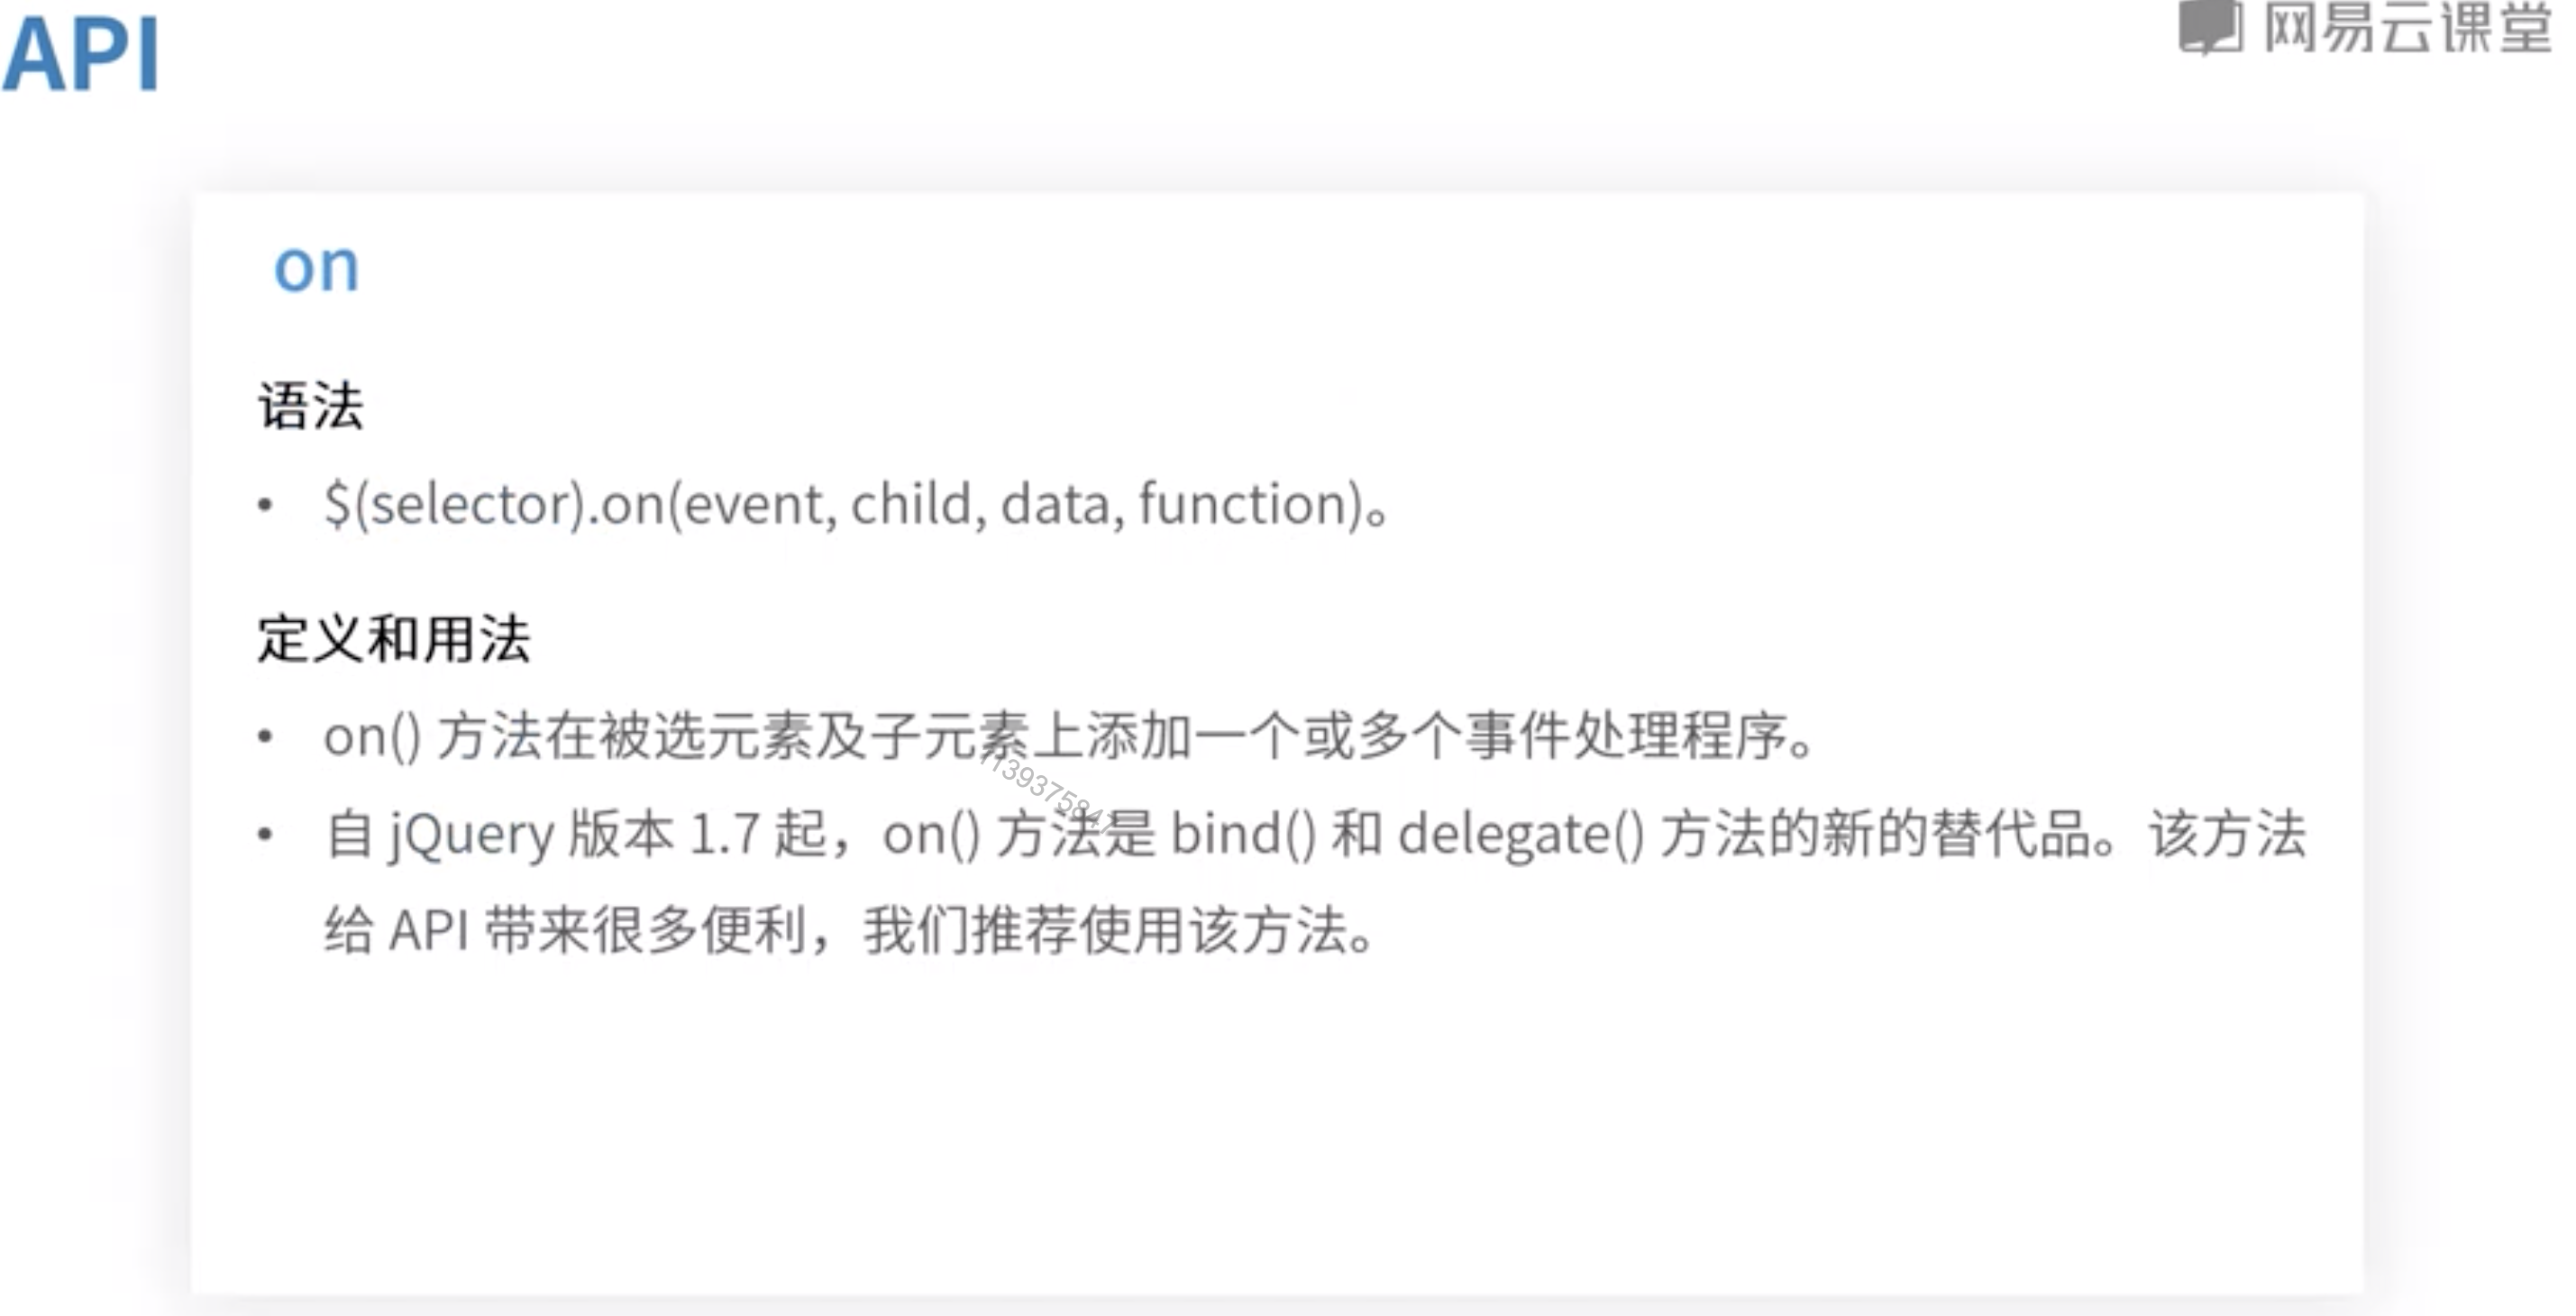 API
网易云课堂
on
语法
• $(selector).on(event, child, data, function)。
定义和用法
• on() 方法在被选元素及子元素上添加一个或多个事件处理程序。
• 自 jQuery 版本 1.7 起，on() 方法是 bind() 和 delegate() 方法的新的替代品。该方法
给 API 带来很多便利，我们推荐使用该方法。